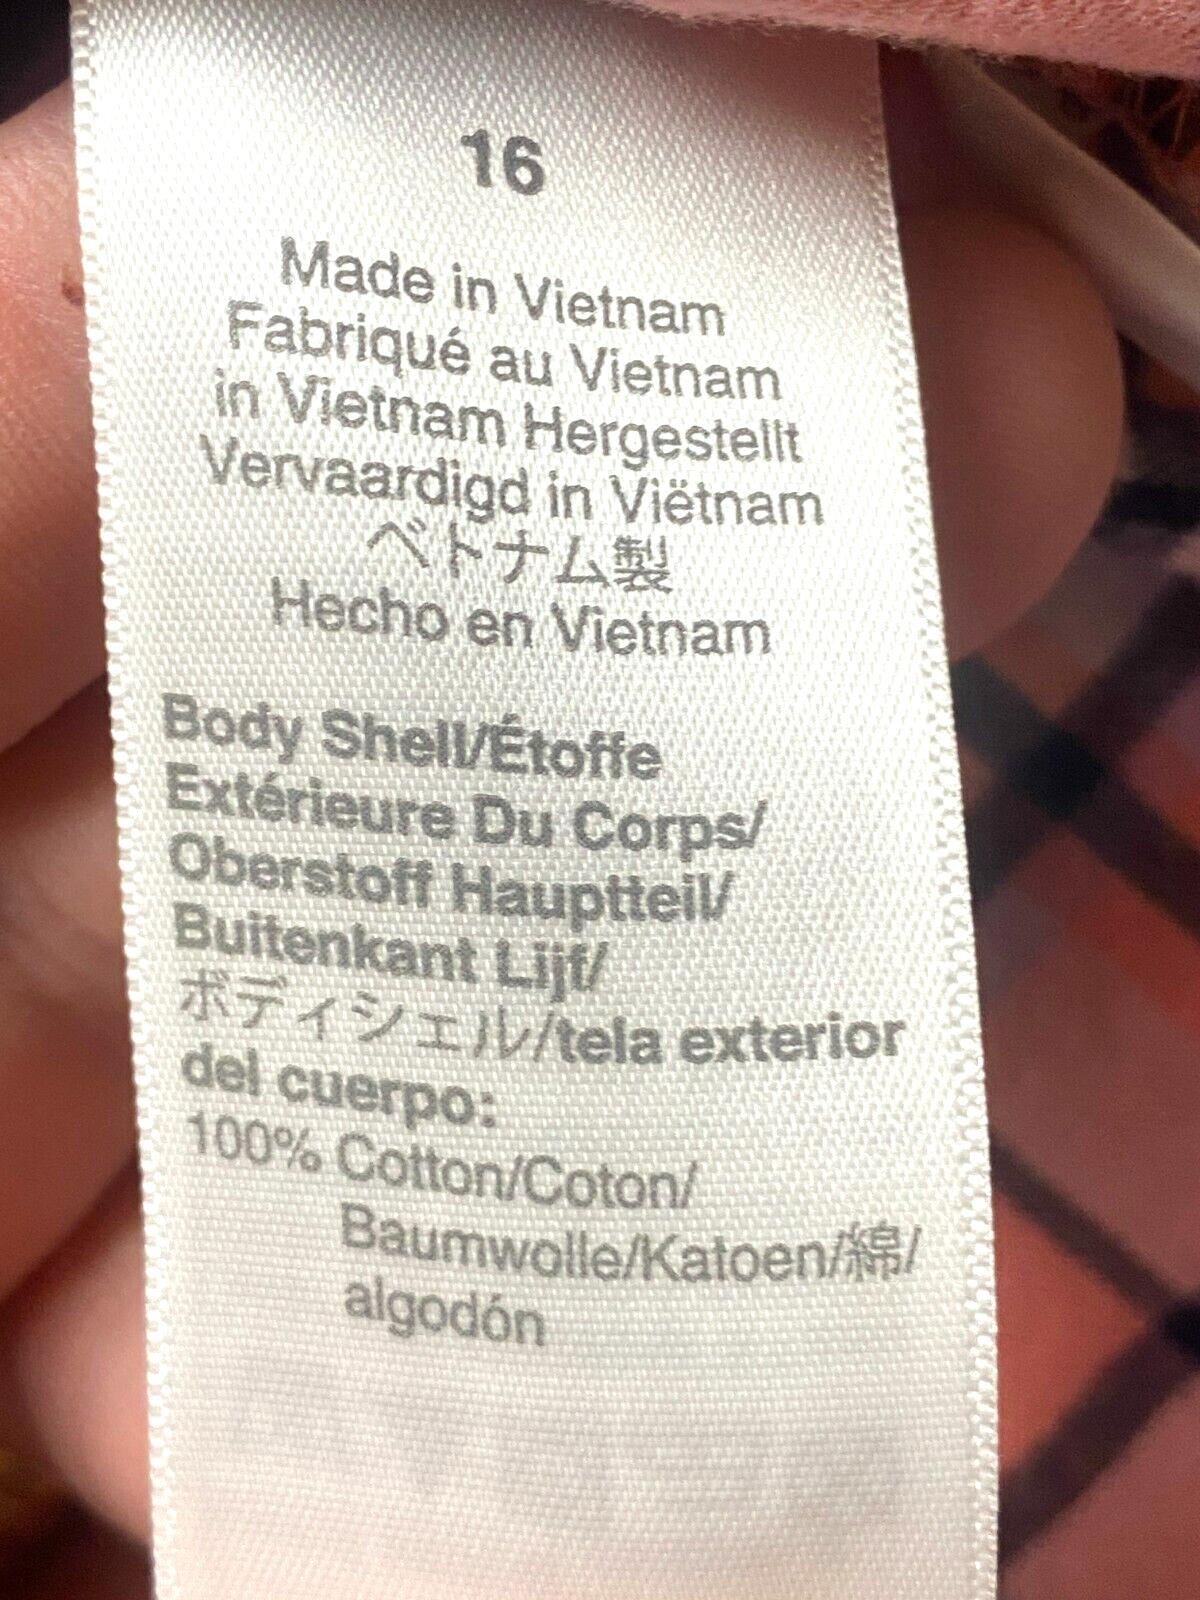 16
Made in Vietnam
Fabriqué au Vietnam
in Vietnam Hergestellt
Vervaardigd in Viëtnam
ベトナム製
Hecho en Vietnam
Body Shell/Étoffe
Extérieure Du Corps/
Oberstoff Hauptteil/
Buitenkant Lijf/
ボディシェル/tela exterior
del cuerpo:
100% Cotton/Coton/
Baumwolle/Katoen/綿/
algodón